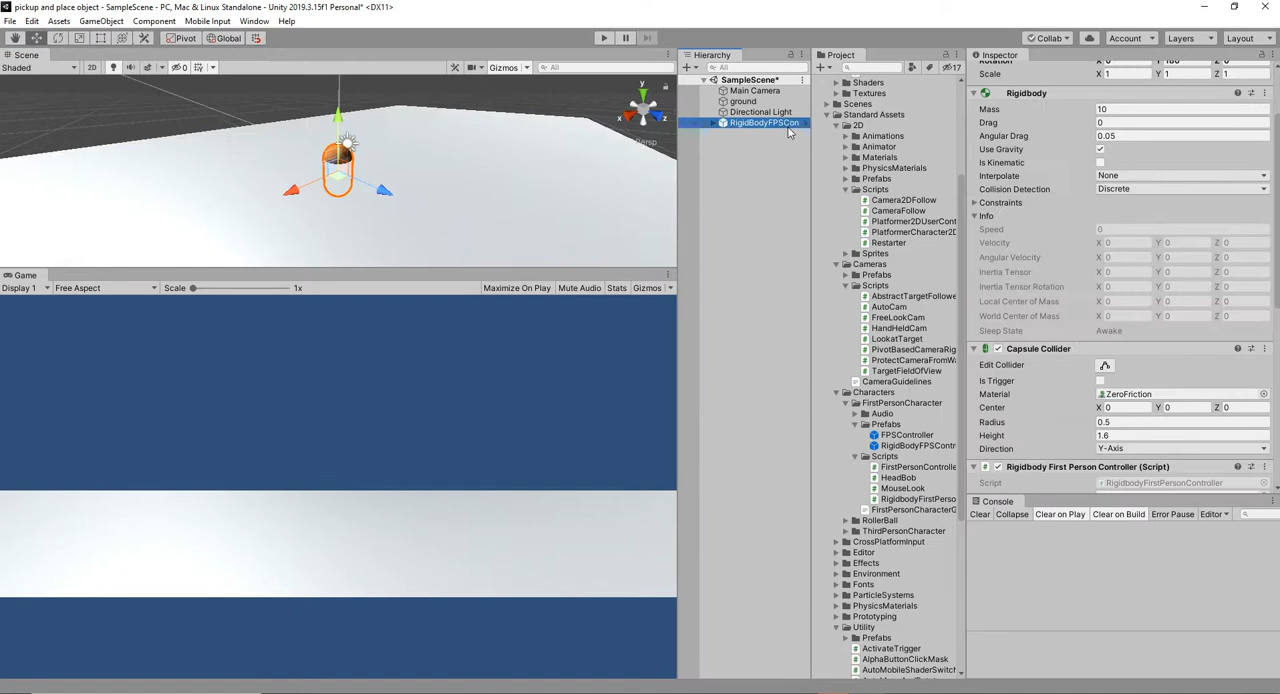 pickup and place object - SampleScene - PC, Mac & Linux Standalone - Unity 2019.3.15f1 Personal* <DX11>
File Edit Assets GameObject Component Mobile Input Window Help
Pivot Global Collab Account Layers Layout
Scene
Shaded 2D 0 Gizmos All
y
x z
Persp
Game
Display 1 Free Aspect Scale 1x Maximize On Play Mute Audio Stats Gizmos
Hierarchy
All
SampleScene*
Main Camera
ground
Directional Light
RigidBodyFPSCon
Project
17
Shaders
Textures
Scenes
Standard Assets
2D
Animations
Animator
Materials
PhysicsMaterials
Prefabs
Scripts
Camera2DFollow
CameraFollow
Platformer2DUserCont
PlatformerCharacter2D
Restarter
Sprites
Cameras
Prefabs
Scripts
AbstractTargetFollowe
AutoCam
FreeLookCam
HandHeldCam
LookatTarget
PivotBasedCameraRig
ProtectCameraFromWa
TargetFieldOfView
CameraGuidelines
Characters
FirstPersonCharacter
Audio
Prefabs
FPSController
RigidBodyFPSContr
Scripts
FirstPersonControlle
HeadBob
MouseLook
RigidbodyFirstPerso
FirstPersonCharacterG
RollerBall
ThirdPersonCharacter
CrossPlatformInput
Editor
Effects
Environment
Fonts
ParticleSystems
PhysicsMaterials
Prototyping
Utility
Prefabs
ActivateTrigger
AlphaButtonClickMask
AutoMobileShaderSwitch
Inspector
Rotation X 0 Y 180 Z 0
Scale X 1 Y 1 Z 1
Rigidbody
Mass 10
Drag 0
Angular Drag 0.05
Use Gravity
Is Kinematic
Interpolate None
Collision Detection Discrete
Constraints
Info
Speed 0
Velocity X 0 Y 0 Z 0
Angular Velocity X 0 Y 0 Z 0
Inertia Tensor X 0 Y 0 Z 0
Inertia Tensor Rotation X 0 Y 0 Z 0
Local Center of Mass X 0 Y 0 Z 0
World Center of Mass X 0 Y 0 Z 0
Sleep State Awake
Capsule Collider
Edit Collider
Is Trigger
Material ZeroFriction
Center X 0 Y 0 Z 0
Radius 0.5
Height 1.6
Direction Y-Axis
Rigidbody First Person Controller (Script)
Script RigidbodyFirstPersonController
Console
Clear Collapse Clear on Play Clear on Build Error Pause Editor